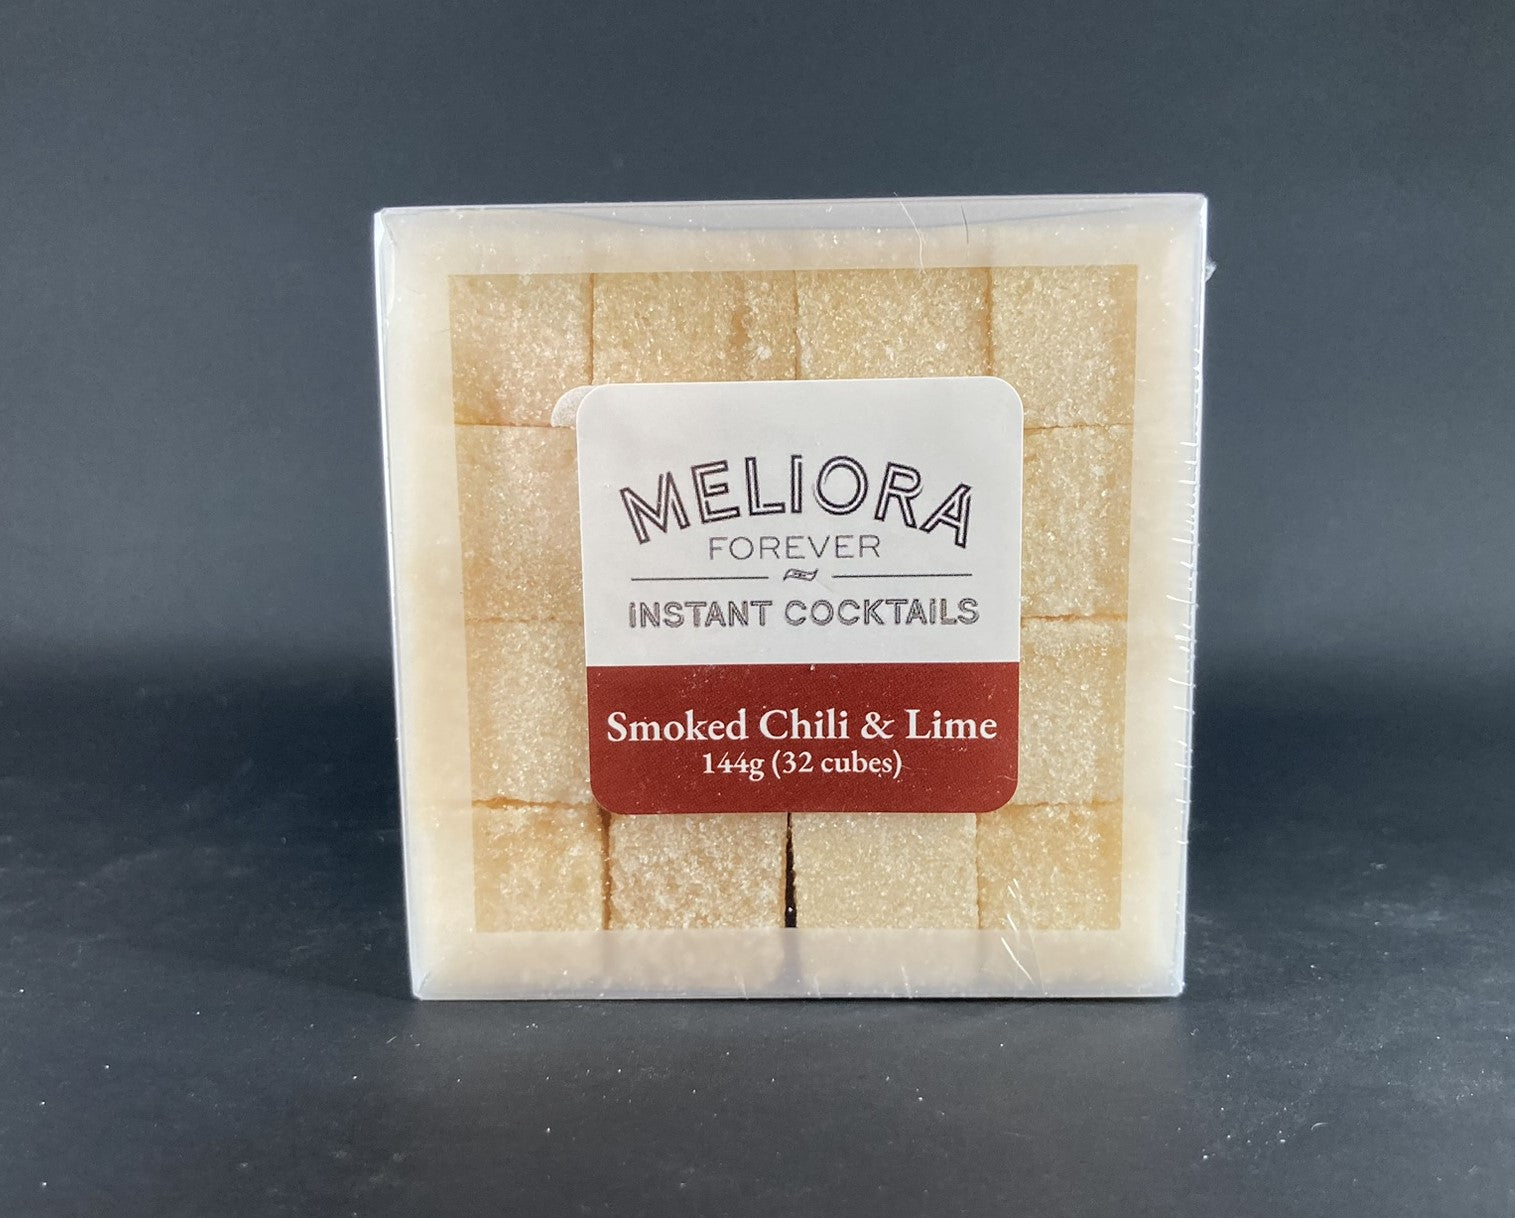 MELIORA
FOREVER
INSTANT COCKTAILS
Smoked Chili & Lime
144g (32 cubes)